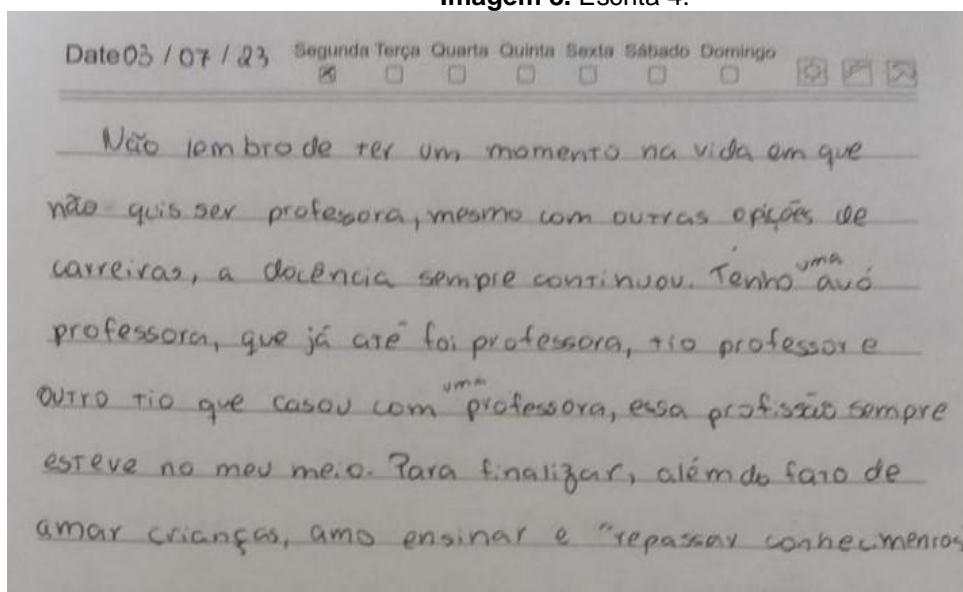 Imagem 3. Escrita 4.
Date 03 / 07 / 23 Segunda Terça Quarta Quinta Sexta Sábado Domingo
Não lembro de ter um momento na vida em que
não quis ser professora, mesmo com outras opições de
carreiras, a docência sempre continuou. Tenho uma avó
professora, que já até foi professora, tio professor e
outro tio que casou com uma professora, essa profissão sempre
esteve no meu meio. Para finalizar, além do fato de
amar crianças, amo ensinar e "repassar conhecimentos